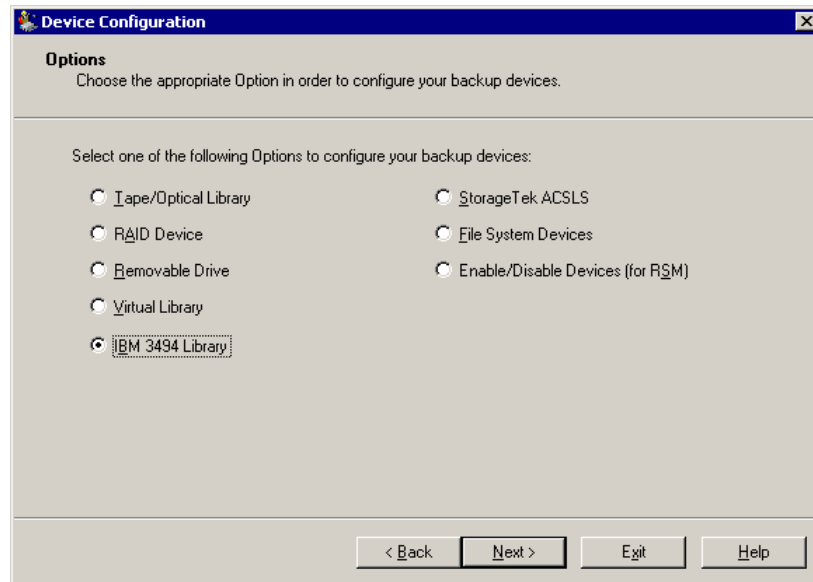 Device Configuration
Options
Choose the appropriate Option in order to configure your backup devices.
Select one of the following Options to configure your backup devices:
Tape/Optical Library
RAID Device
Removable Drive
Virtual Library
IBM 3494 Library
StorageTek ACSLS
File System Devices
Enable/Disable Devices (for RSM)
< Back
Next >
Exit
Help